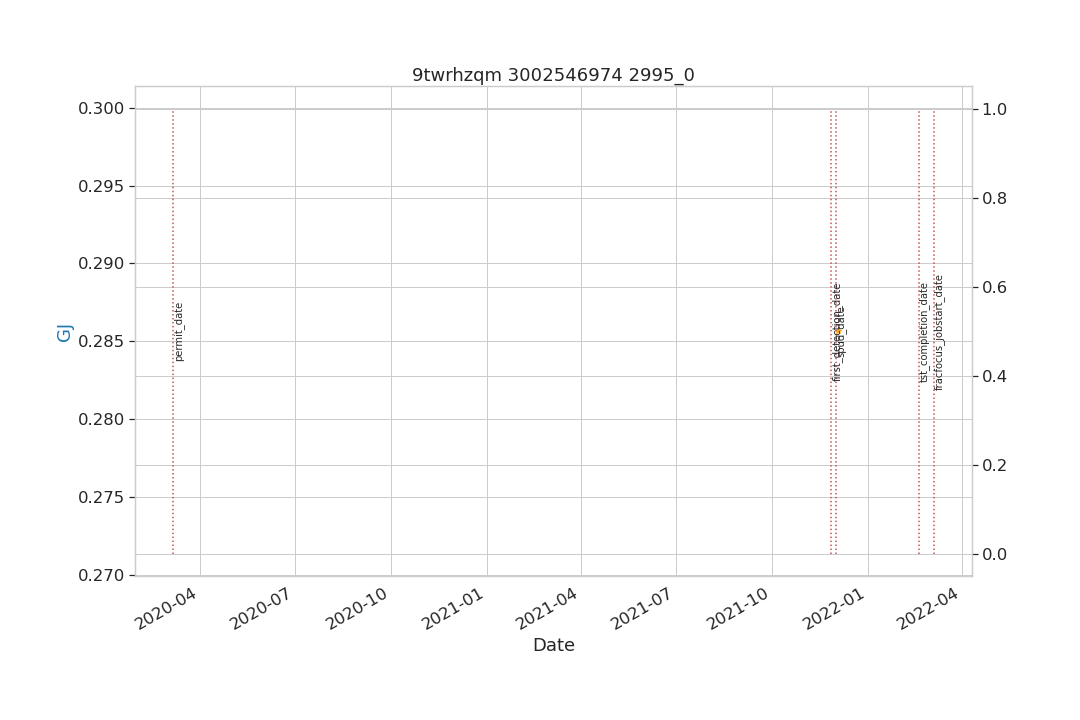 9twrhzqm 3002546974 2995_0
0.300
0.295
0.290
0.285
0.280
0.275
0.270
GJ
1.0
0.8
0.6
0.4
0.2
0.0
permit_date
first_detection_date
spud_date
tst_completion_date
fracfocus_jobstart_date
2020-04
2020-07
2020-10
2021-01
2021-04
2021-07
2021-10
2022-01
2022-04
Date